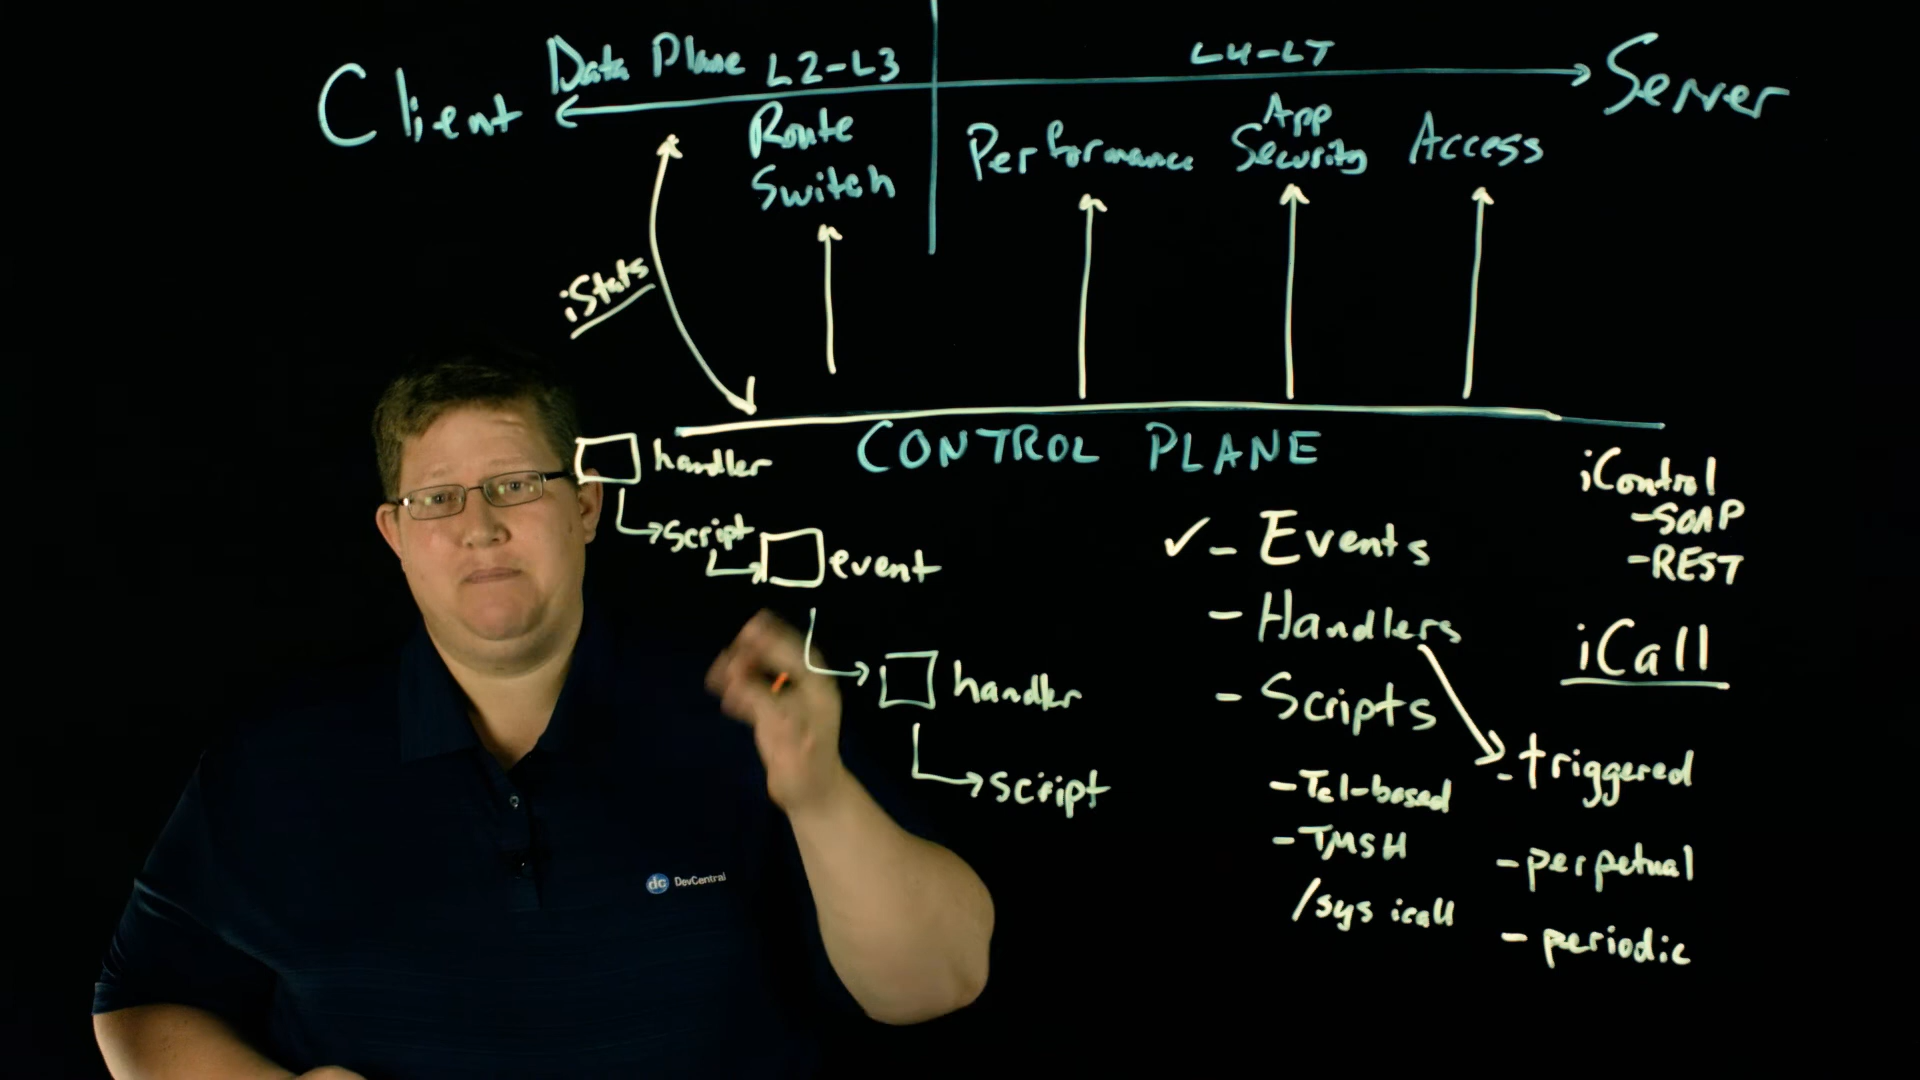 Client
Data Plane L2-L3
L4-L7
Server
Route
Switch
Performance
App
Security
Access
iStats
CONTROL PLANE
handler
script
event
handler
script
✓ - Events
- Handlers
- Scripts
- Tcl-based
- TMSH
/sys icall
iControl
- SOAP
- REST
iCall
- triggered
- perpetual
- periodic
dc DevCentral